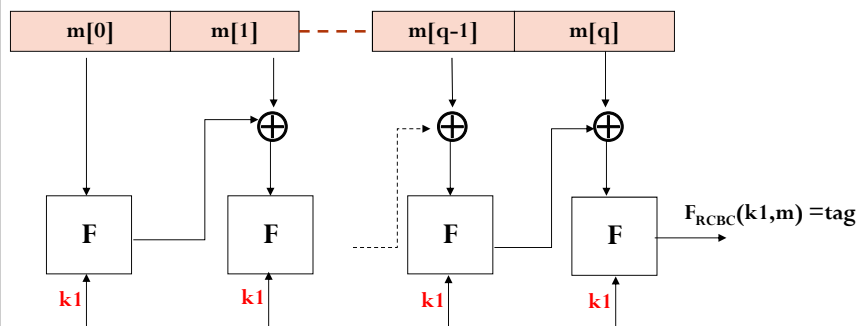 m[0] m[1] m[q-1] m[q]
F F F F
F_RCBC(k1,m) =tag
k1 k1 k1 k1